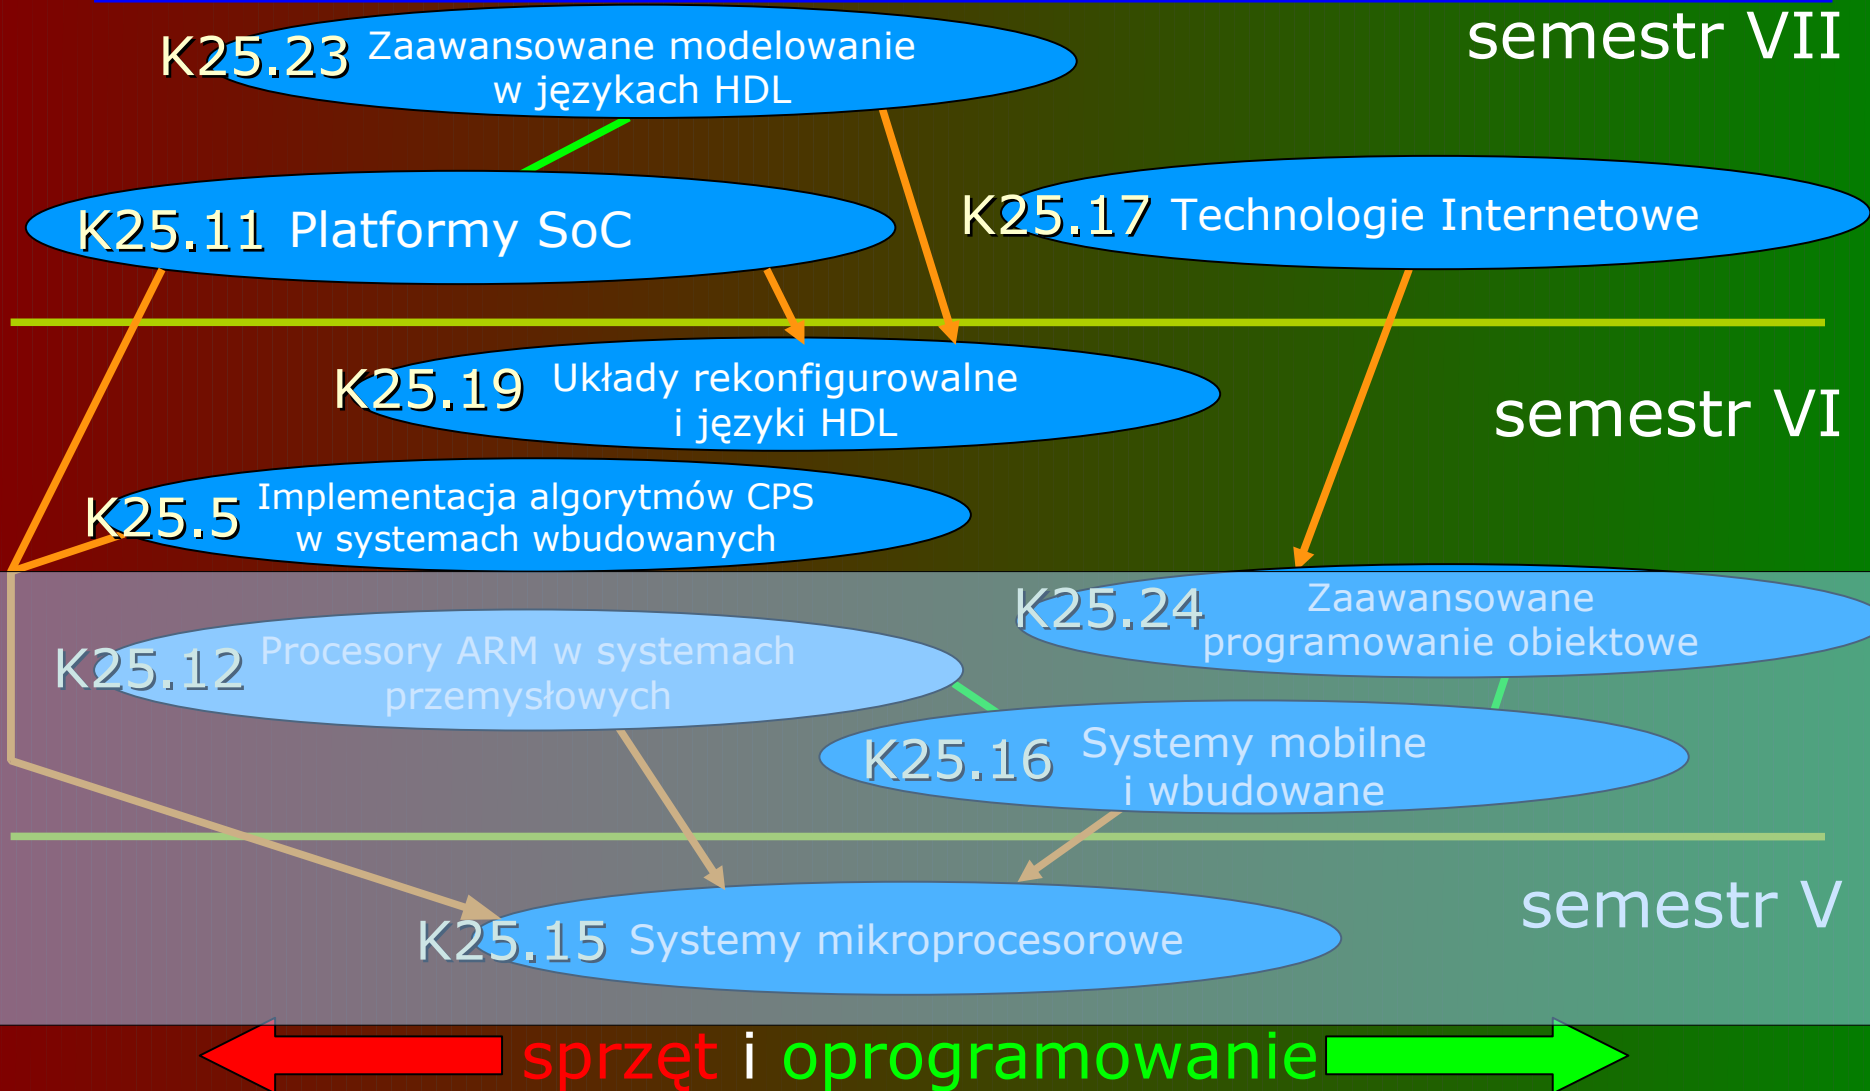 semestr VII
K25.23 Zaawansowane modelowanie
w językach HDL
K25.11 Platformy SoC
K25.17 Technologie Internetowe
K25.19 Układy rekonfigurowalne
i języki HDL
semestr VI
K25.5 Implementacja algorytmów CPS
w systemach wbudowanych
K25.24 Zaawansowane
programowanie obiektowe
K25.12 Procesory ARM w systemach
przemysłowych
K25.16 Systemy mobilne
i wbudowane
semestr V
K25.15 Systemy mikroprocesorowe
sprzęt i oprogramowanie